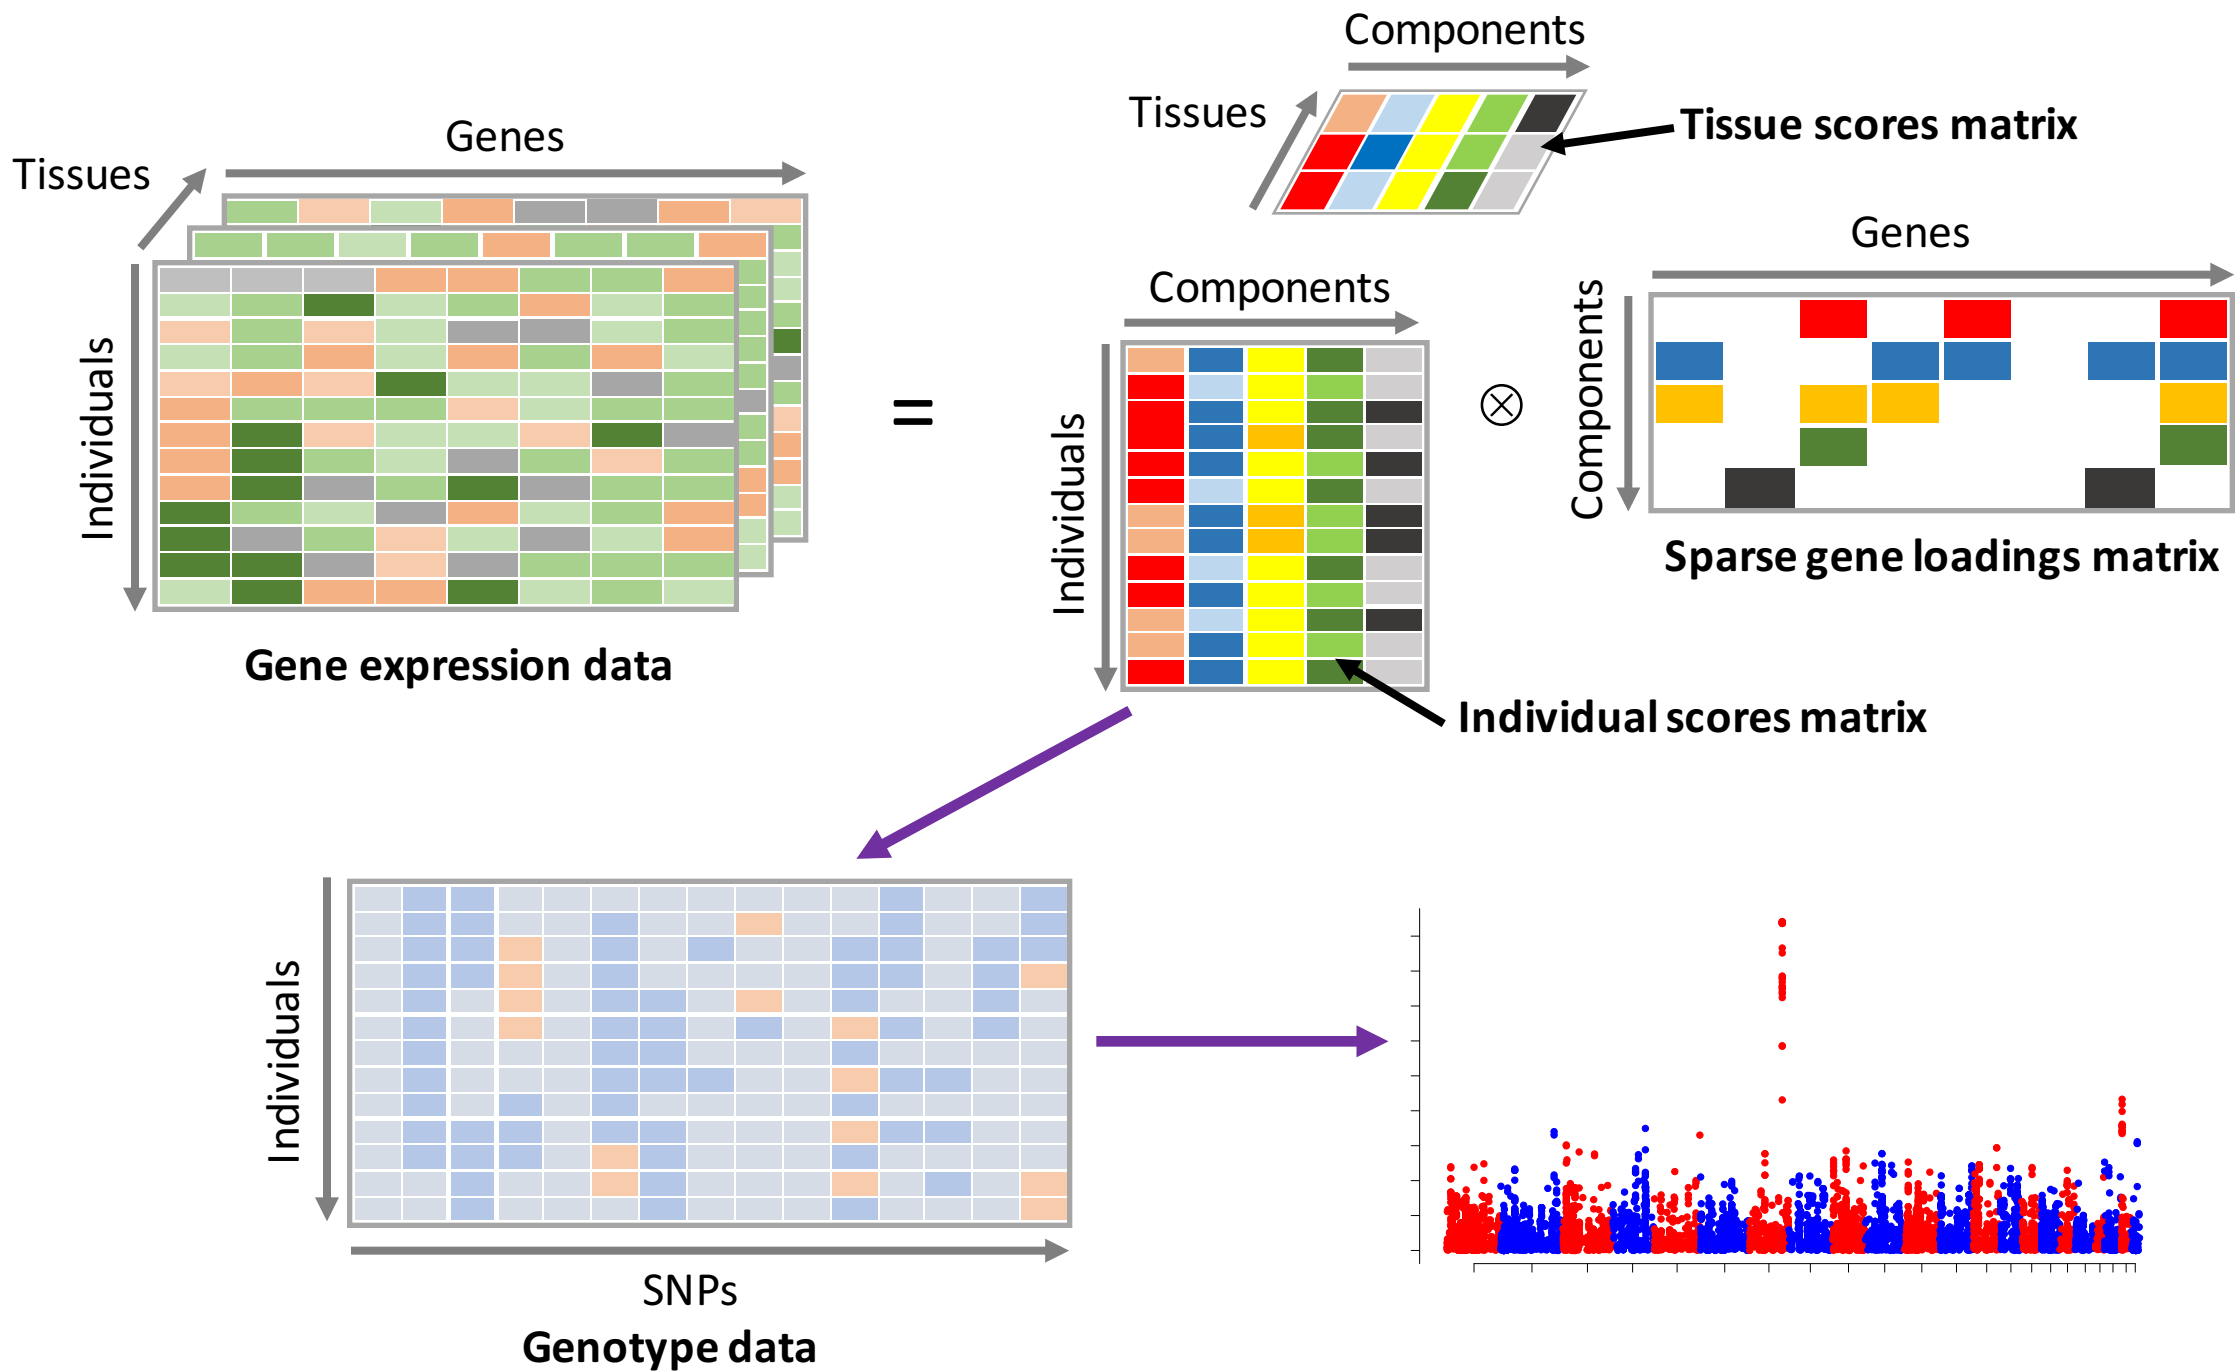 Components
Tissues
Tissue scores matrix
Genes
Tissues
Individuals
Gene expression data
=
Components
Individuals
Individual scores matrix
⊗
Genes
Components
Sparse gene loadings matrix
Individuals
SNPs
Genotype data